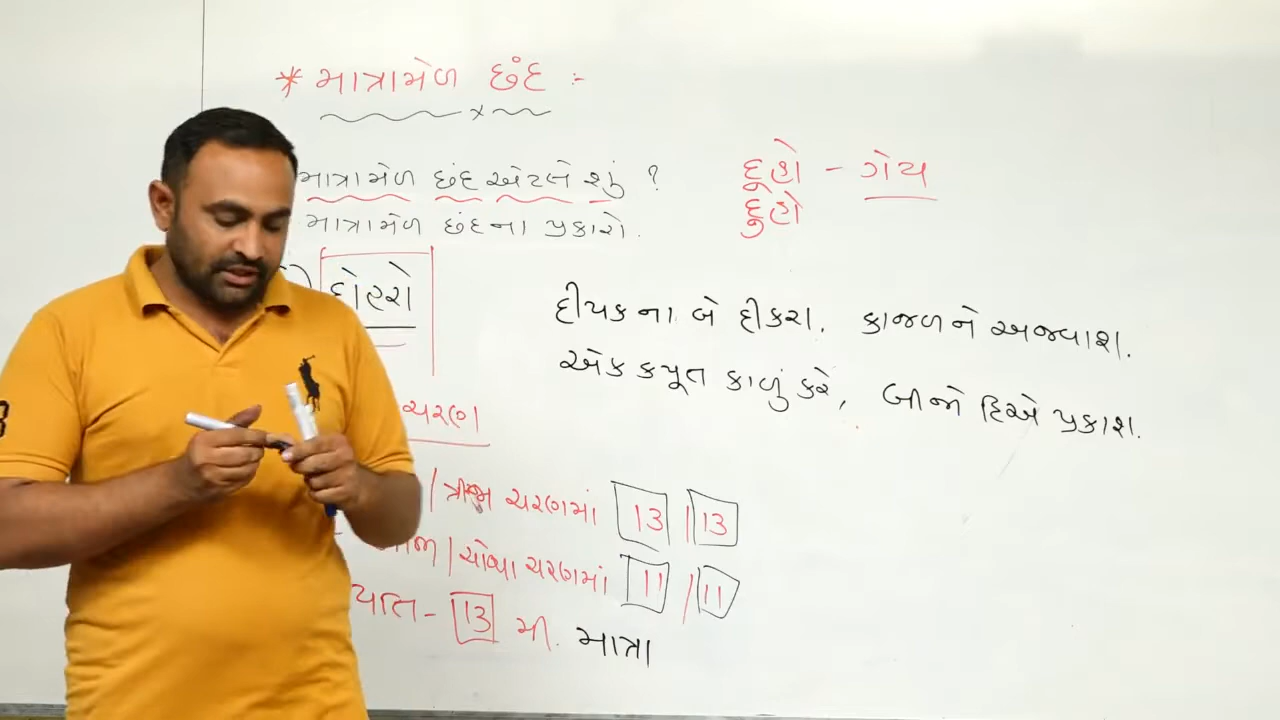 * માત્રામેળ છંદ :-
માત્રામેળ છંદ એટલે શું ?
માત્રામેળ છંદના પ્રકારો.
દોહરો
દૂહો - ગેય
દુહો
દીપકના બે દીકરા, કાજળ ને અજવાશ.
એક કપૂત કાળું કરે, બીજો દિએ પ્રકાશ.
ચરણ
/ત્રીજા ચરણમાં 13 / 13
/ચોથા ચરણમાં 11 / 11
યતિ - 13 મી. માત્રા